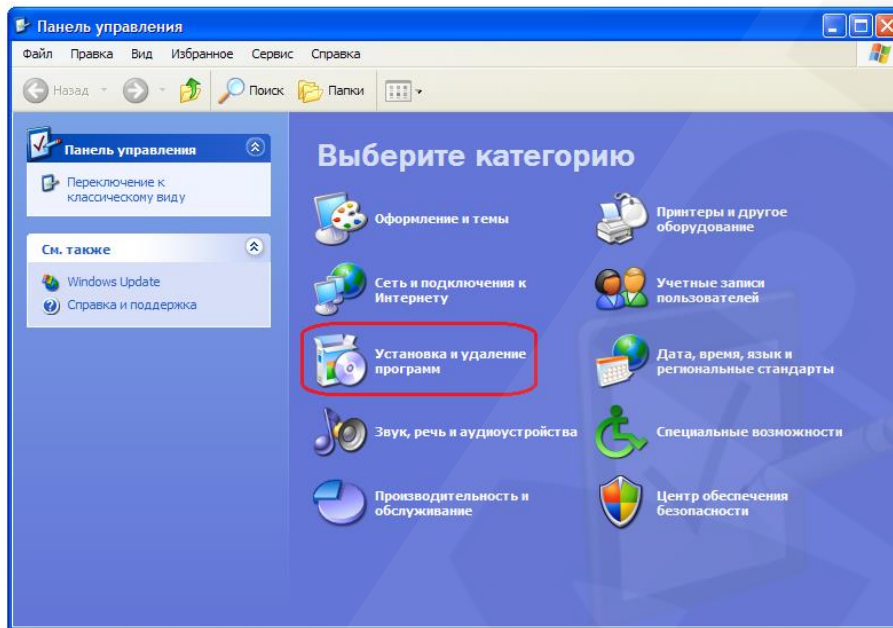 Панель управления
Файл Правка Вид Избранное Сервис Справка
Назад Поиск Папки
Панель управления
Переключение к
классическому виду
См. также
Windows Update
Справка и поддержка
Выберите категорию
Оформление и темы
Принтеры и другое
оборудование
Сеть и подключения к
Интернету
Учетные записи
пользователей
Установка и удаление
программ
Дата, время, язык и
региональные стандарты
Звук, речь и аудиоустройства
Специальные возможности
Производительность и
обслуживание
Центр обеспечения
безопасности